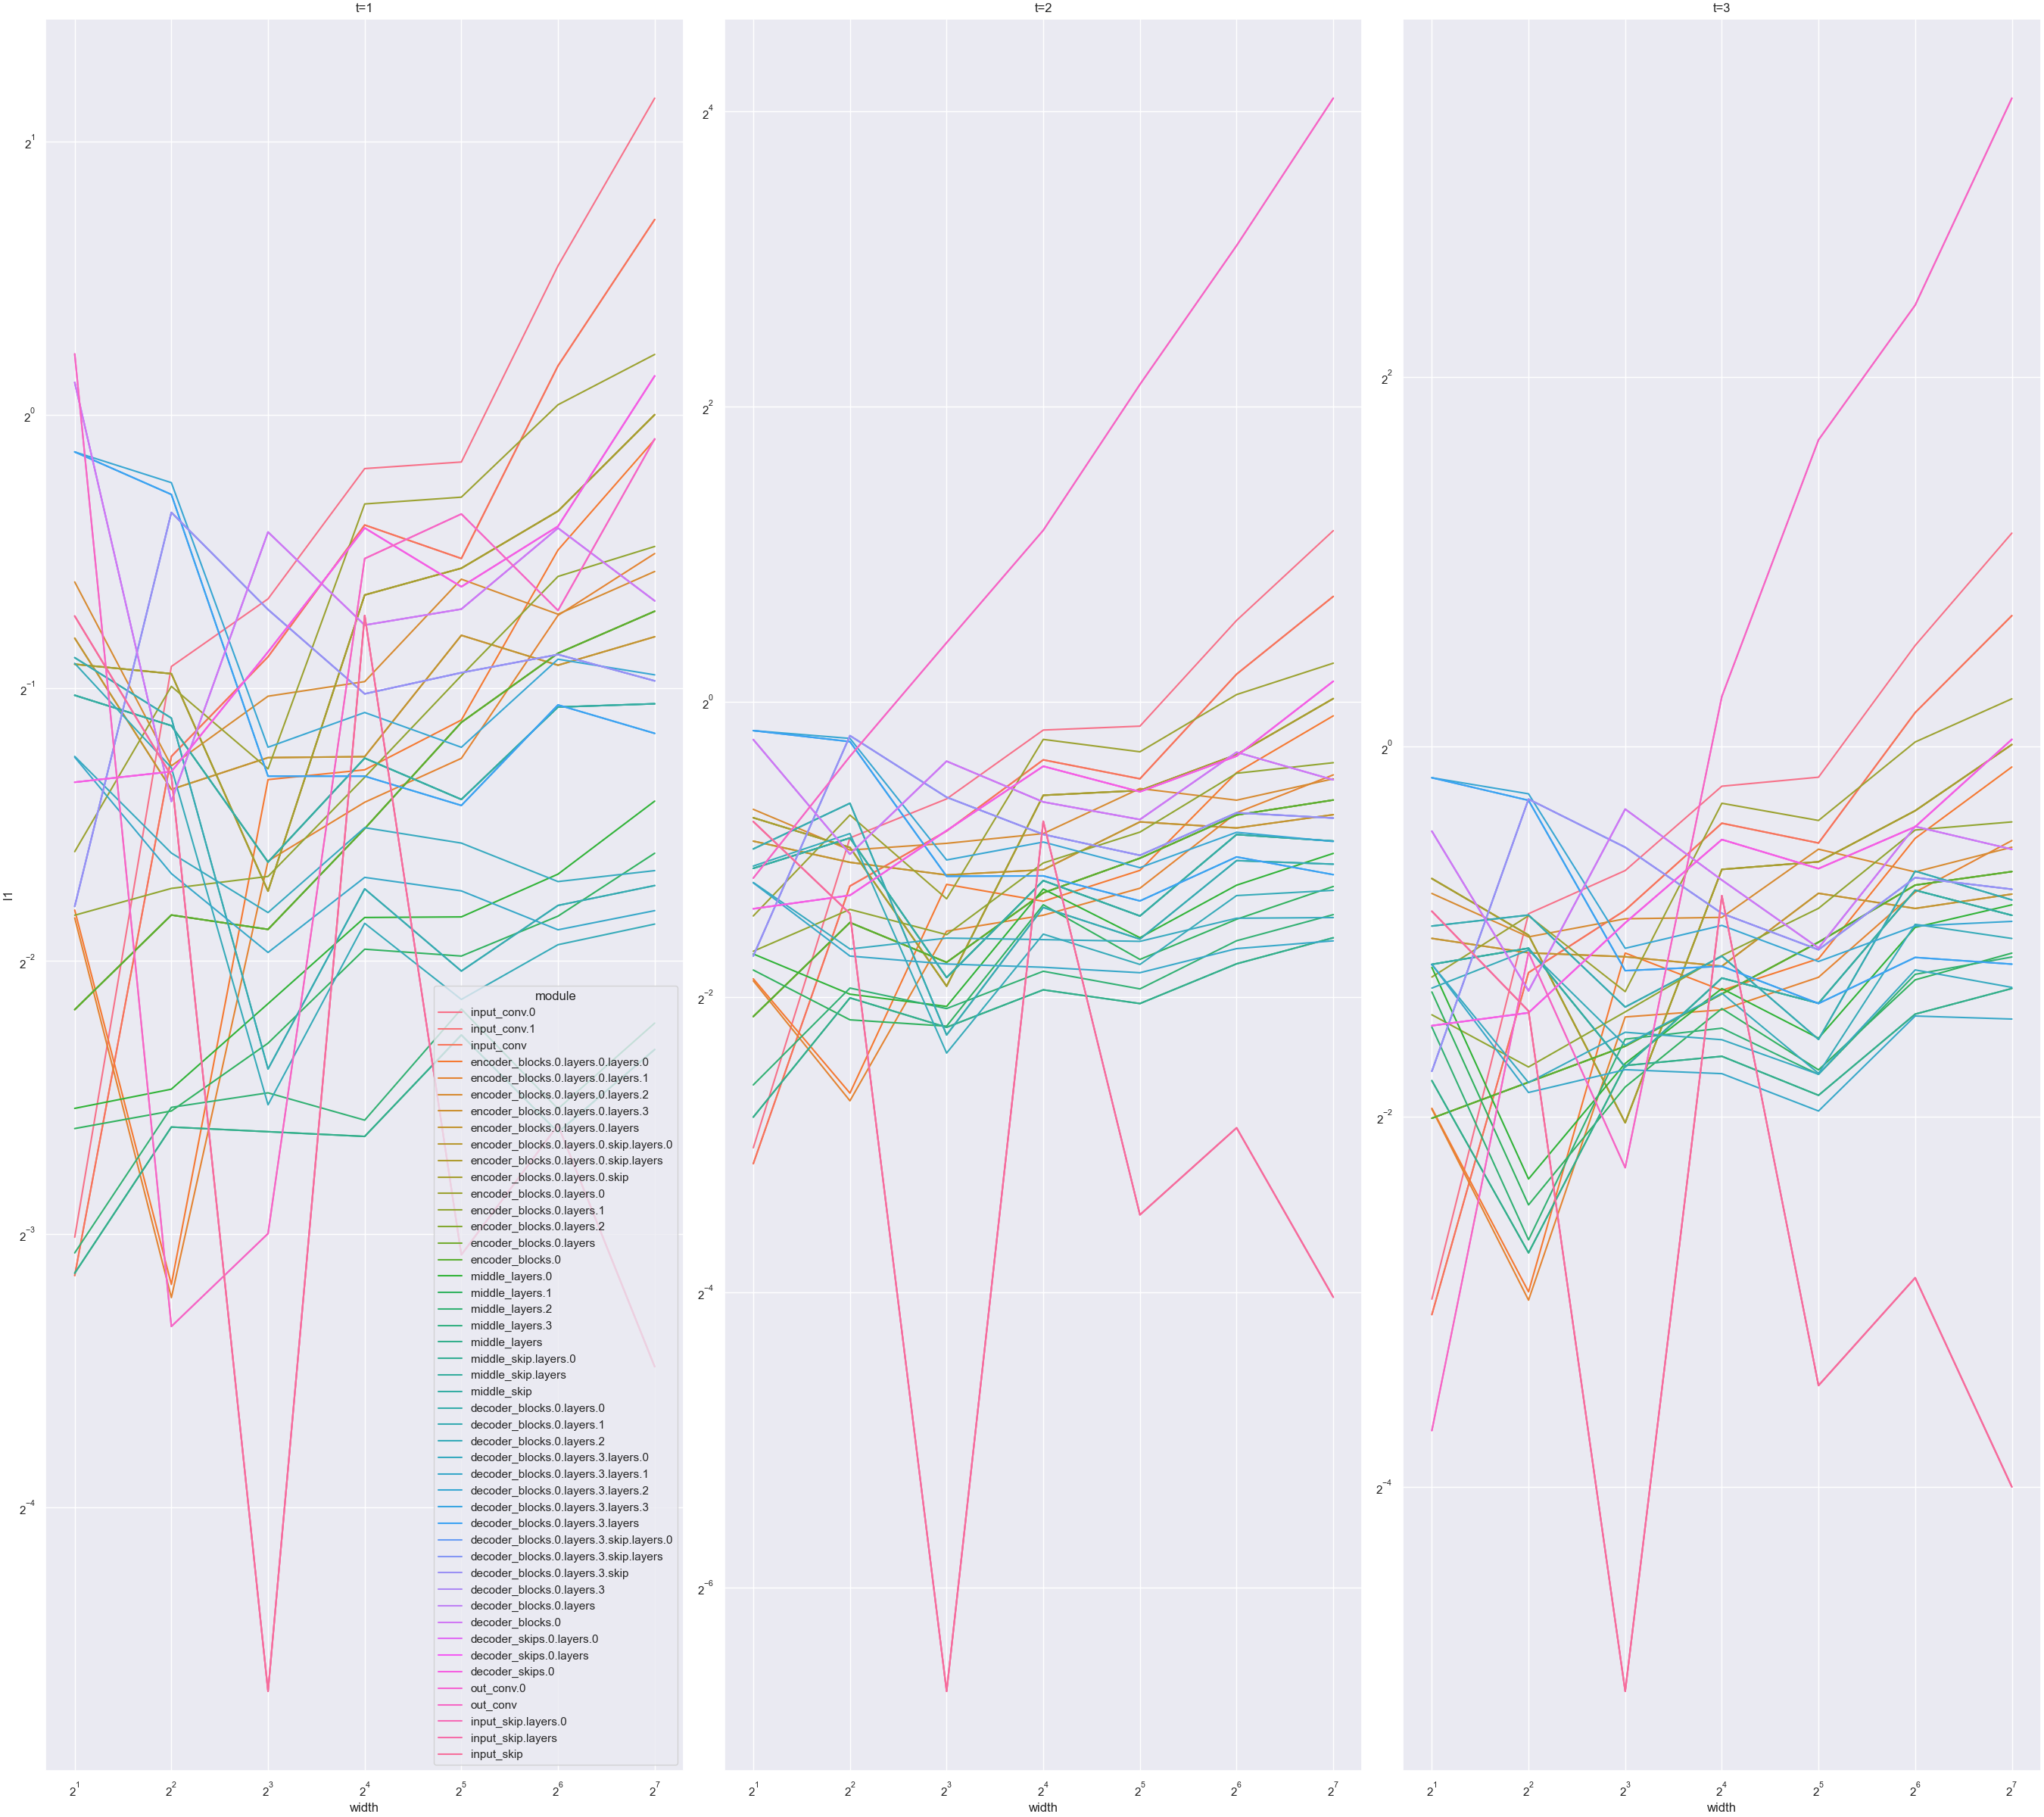 t=1
t=2
t=3
l1
2^1
2^0
2^-1
2^-2
2^-3
2^-4
2^4
2^2
2^0
2^-2
2^-4
2^-6
2^2
2^0
2^-2
2^-4
module
input_conv.0
input_conv.1
input_conv
encoder_blocks.0.layers.0.layers.0
encoder_blocks.0.layers.0.layers.1
encoder_blocks.0.layers.0.layers.2
encoder_blocks.0.layers.0.layers.3
encoder_blocks.0.layers.0.layers
encoder_blocks.0.layers.0.skip.layers.0
encoder_blocks.0.layers.0.skip.layers
encoder_blocks.0.layers.0.skip
encoder_blocks.0.layers.0
encoder_blocks.0.layers.1
encoder_blocks.0.layers.2
encoder_blocks.0.layers
encoder_blocks.0
middle_layers.0
middle_layers.1
middle_layers.2
middle_layers.3
middle_layers
middle_skip.layers.0
middle_skip.layers
middle_skip
decoder_blocks.0.layers.0
decoder_blocks.0.layers.1
decoder_blocks.0.layers.2
decoder_blocks.0.layers.3.layers.0
decoder_blocks.0.layers.3.layers.1
decoder_blocks.0.layers.3.layers.2
decoder_blocks.0.layers.3.layers.3
decoder_blocks.0.layers.3.layers
decoder_blocks.0.layers.3.skip.layers.0
decoder_blocks.0.layers.3.skip.layers
decoder_blocks.0.layers.3.skip
decoder_blocks.0.layers.3
decoder_blocks.0.layers
decoder_blocks.0
decoder_skips.0.layers.0
decoder_skips.0.layers
decoder_skips.0
out_conv.0
out_conv
input_skip.layers.0
input_skip.layers
input_skip
2^1 2^2 2^3 2^4 2^5 2^6 2^7
width
2^1 2^2 2^3 2^4 2^5 2^6 2^7
width
2^1 2^2 2^3 2^4 2^5 2^6 2^7
width